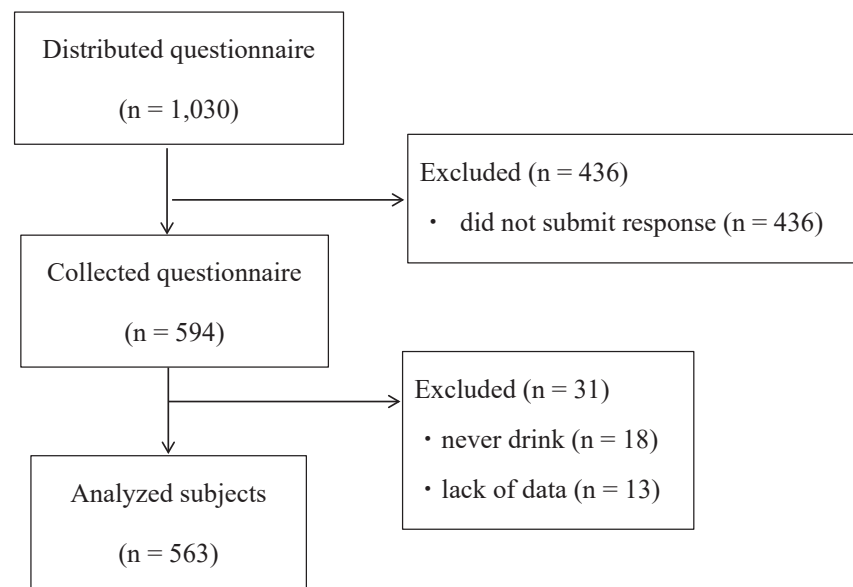 Distributed questionnaire
(n = 1,030)
Excluded (n = 436)
・ did not submit response (n = 436)
Collected questionnaire
(n = 594)
Excluded (n = 31)
・never drink (n = 18)
・lack of data (n = 13)
Analyzed subjects
(n = 563)